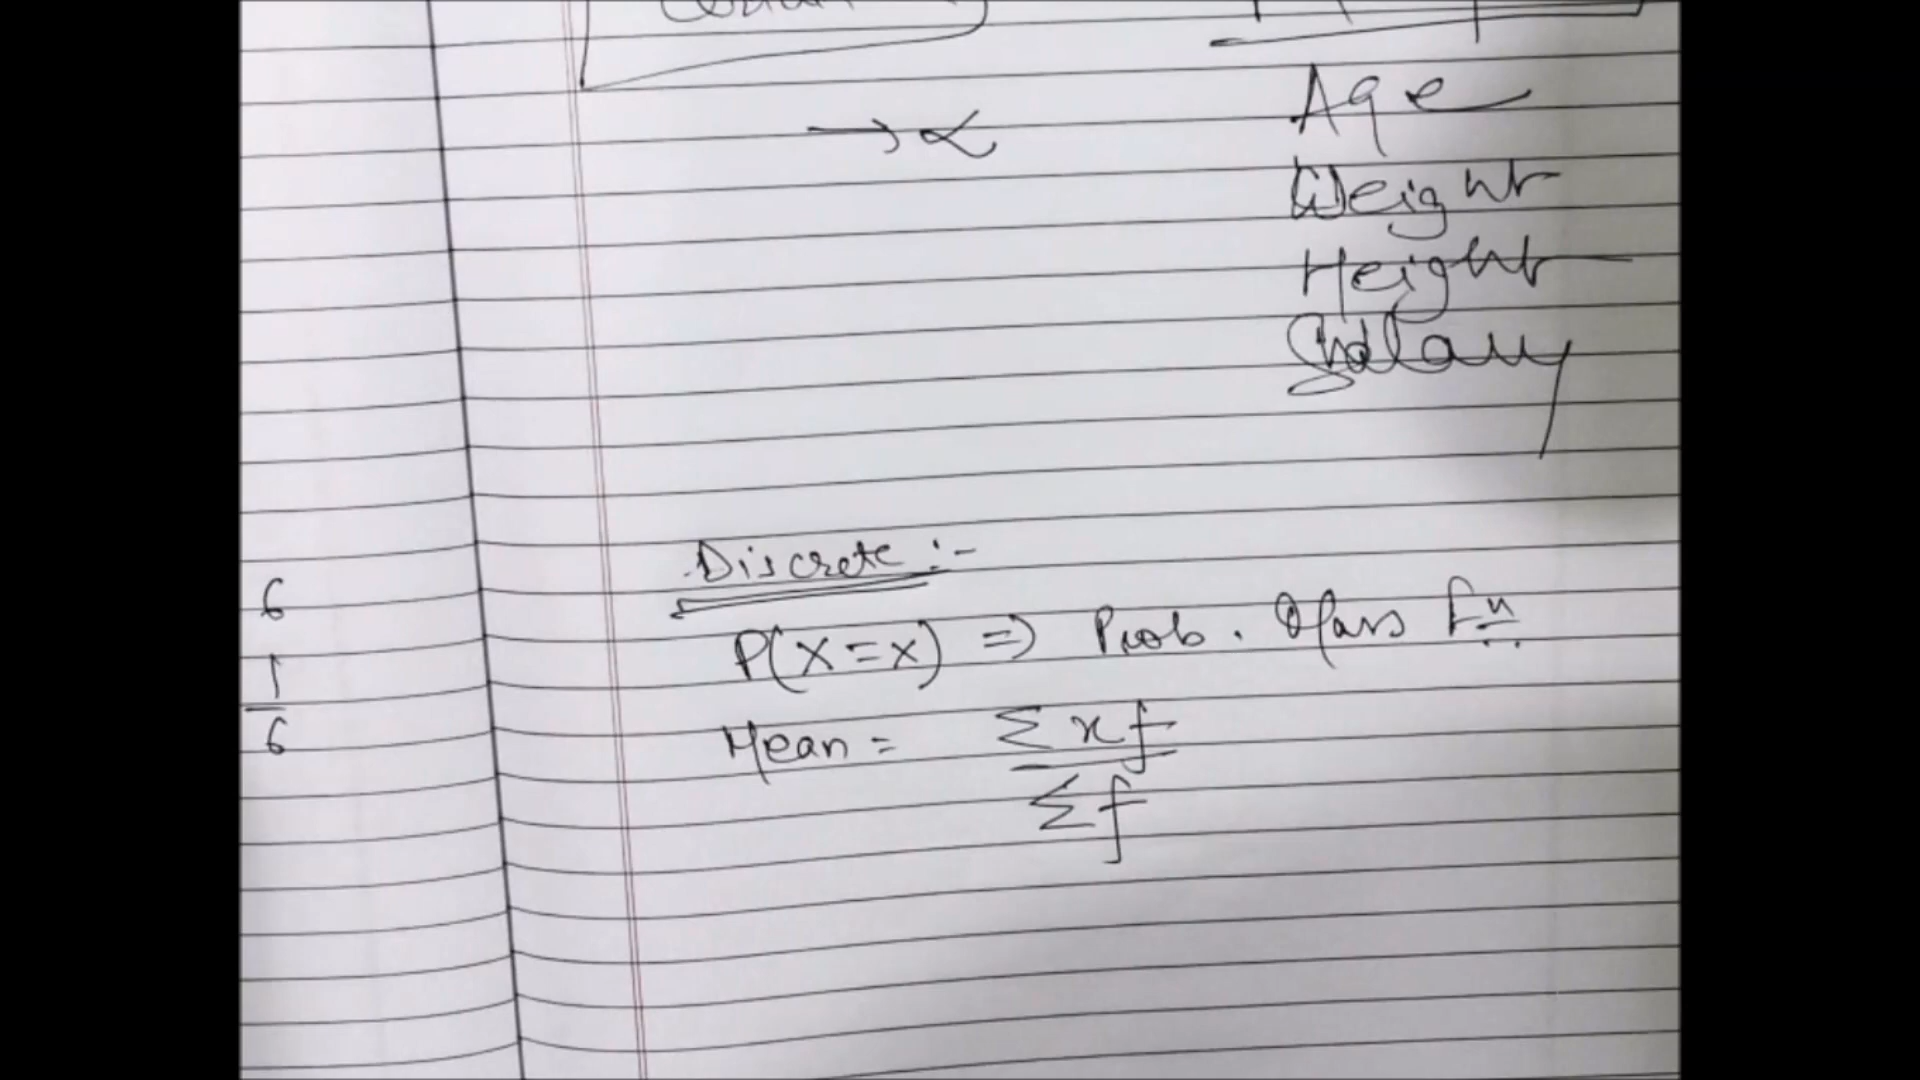 → ∝
Age
Weight
Height
Salary
Discrete :-
P(X=x) ⇒ Prob. Mass fn
Mean = Σxf / Σf
6
1
6